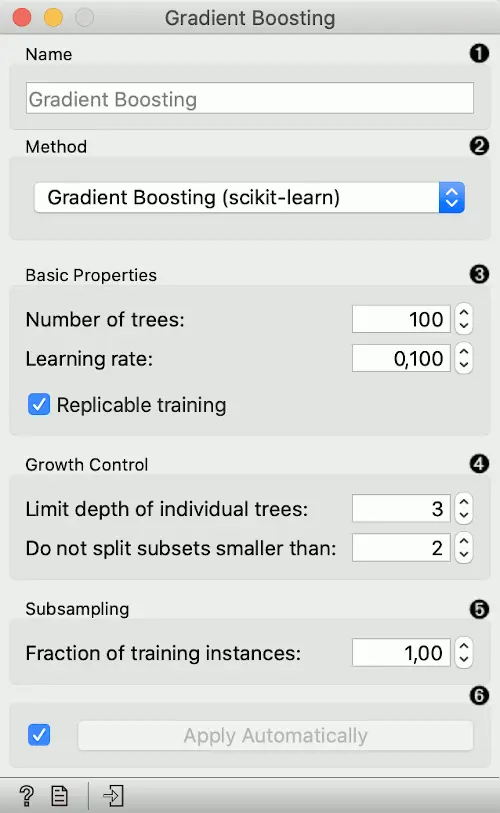 Gradient Boosting
Name ❶
Gradient Boosting
Method ❷
Gradient Boosting (scikit-learn)
Basic Properties ❸
Number of trees: 100
Learning rate: 0,100
Replicable training
Growth Control ❹
Limit depth of individual trees: 3
Do not split subsets smaller than: 2
Subsampling ❺
Fraction of training instances: 1,00
❻
Apply Automatically
?